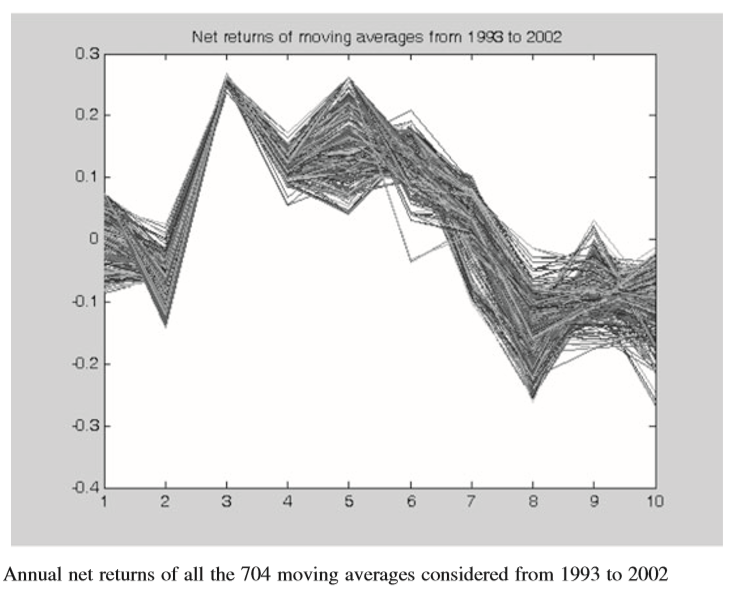 Net returns of moving averages from 1993 to 2002
0.3
0.2
0.1
0
-0.1
-0.2
-0.3
-0.4
1 2 3 4 5 6 7 8 9 10
Annual net returns of all the 704 moving averages considered from 1993 to 2002